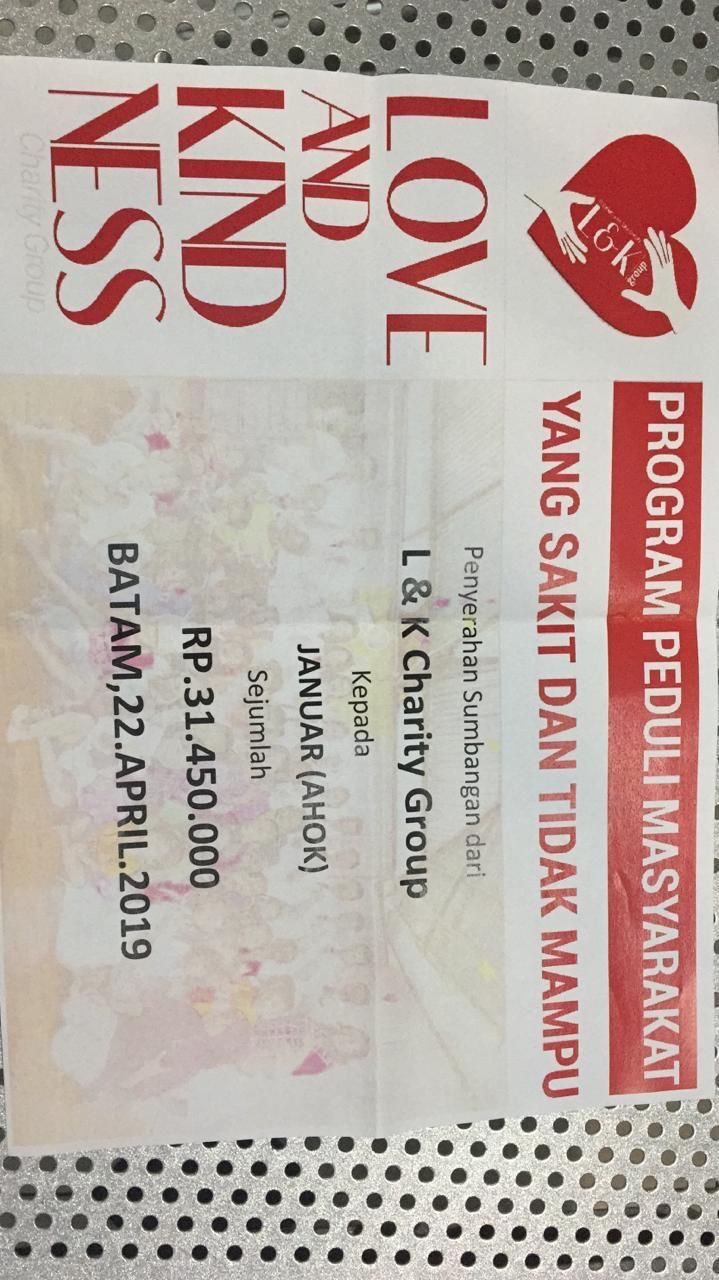 L&K
group
LOVE
AND
KIND
NESS
Charity Group
PROGRAM PEDULI MASYARAKAT
YANG SAKIT DAN TIDAK MAMPU
Penyerahan Sumbangan dari
L & K Charity Group
Kepada
JANUAR (AHOK)
Sejumlah
RP.31.450.000
BATAM,22.APRIL.2019